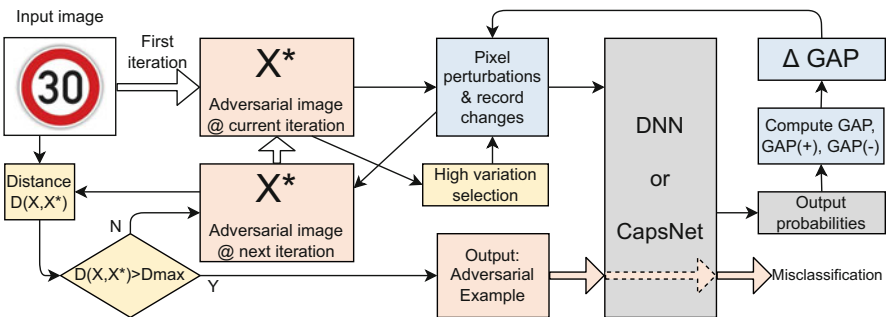 Input image
30
First
iteration
X*
Adversarial image
@ current iteration
Pixel
perturbations
& record
changes
DNN
or
CapsNet
Δ GAP
Compute GAP,
GAP(+), GAP(-)
Output
probabilities
Distance
D(X,X*)
X*
Adversarial image
@ next iteration
High variation
selection
N
D(X,X*)>Dmax
Y
Output:
Adversarial
Example
Misclassification